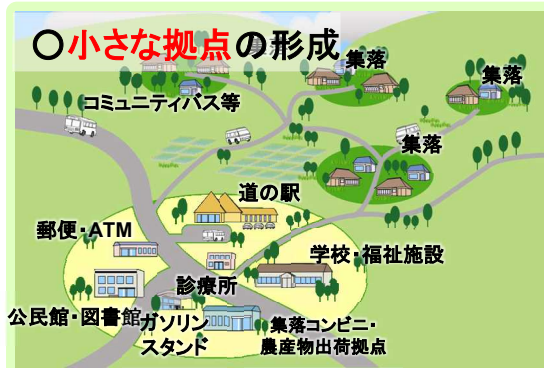 〇小さな拠点の形成
集落
集落
集落
コミュニティバス等
集落
道の駅
郵便・ATM
学校・福祉施設
診療所
公民館・図書館
ガソリン
スタンド
集落コンビニ・
農産物出荷拠点